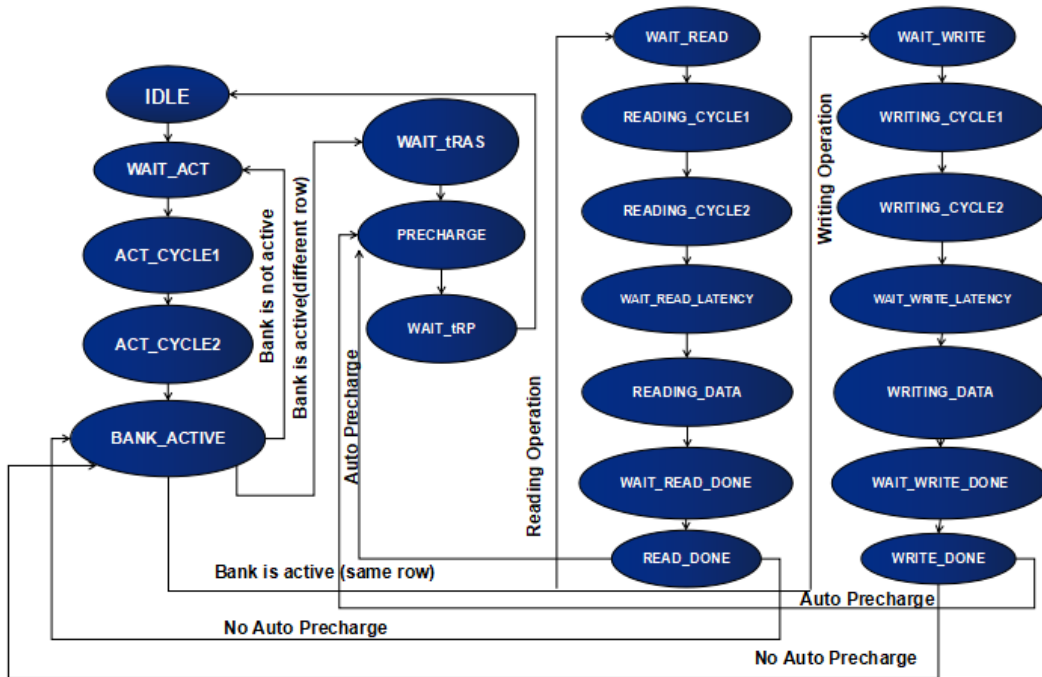 IDLE
WAIT_ACT
ACT_CYCLE1
ACT_CYCLE2
BANK_ACTIVE
Bank is not active
Bank is active(different row)
WAIT_tRAS
PRECHARGE
WAIT_tRP
Auto Precharge
Reading Operation
WAIT_READ
READING_CYCLE1
READING_CYCLE2
WAIT_READ_LATENCY
READING_DATA
WAIT_READ_DONE
READ_DONE
Writing Operation
WAIT_WRITE
WRITING_CYCLE1
WRITING_CYCLE2
WAIT_WRITE_LATENCY
WRITING_DATA
WAIT_WRITE_DONE
WRITE_DONE
Bank is active (same row)
Auto Precharge
No Auto Precharge
No Auto Precharge